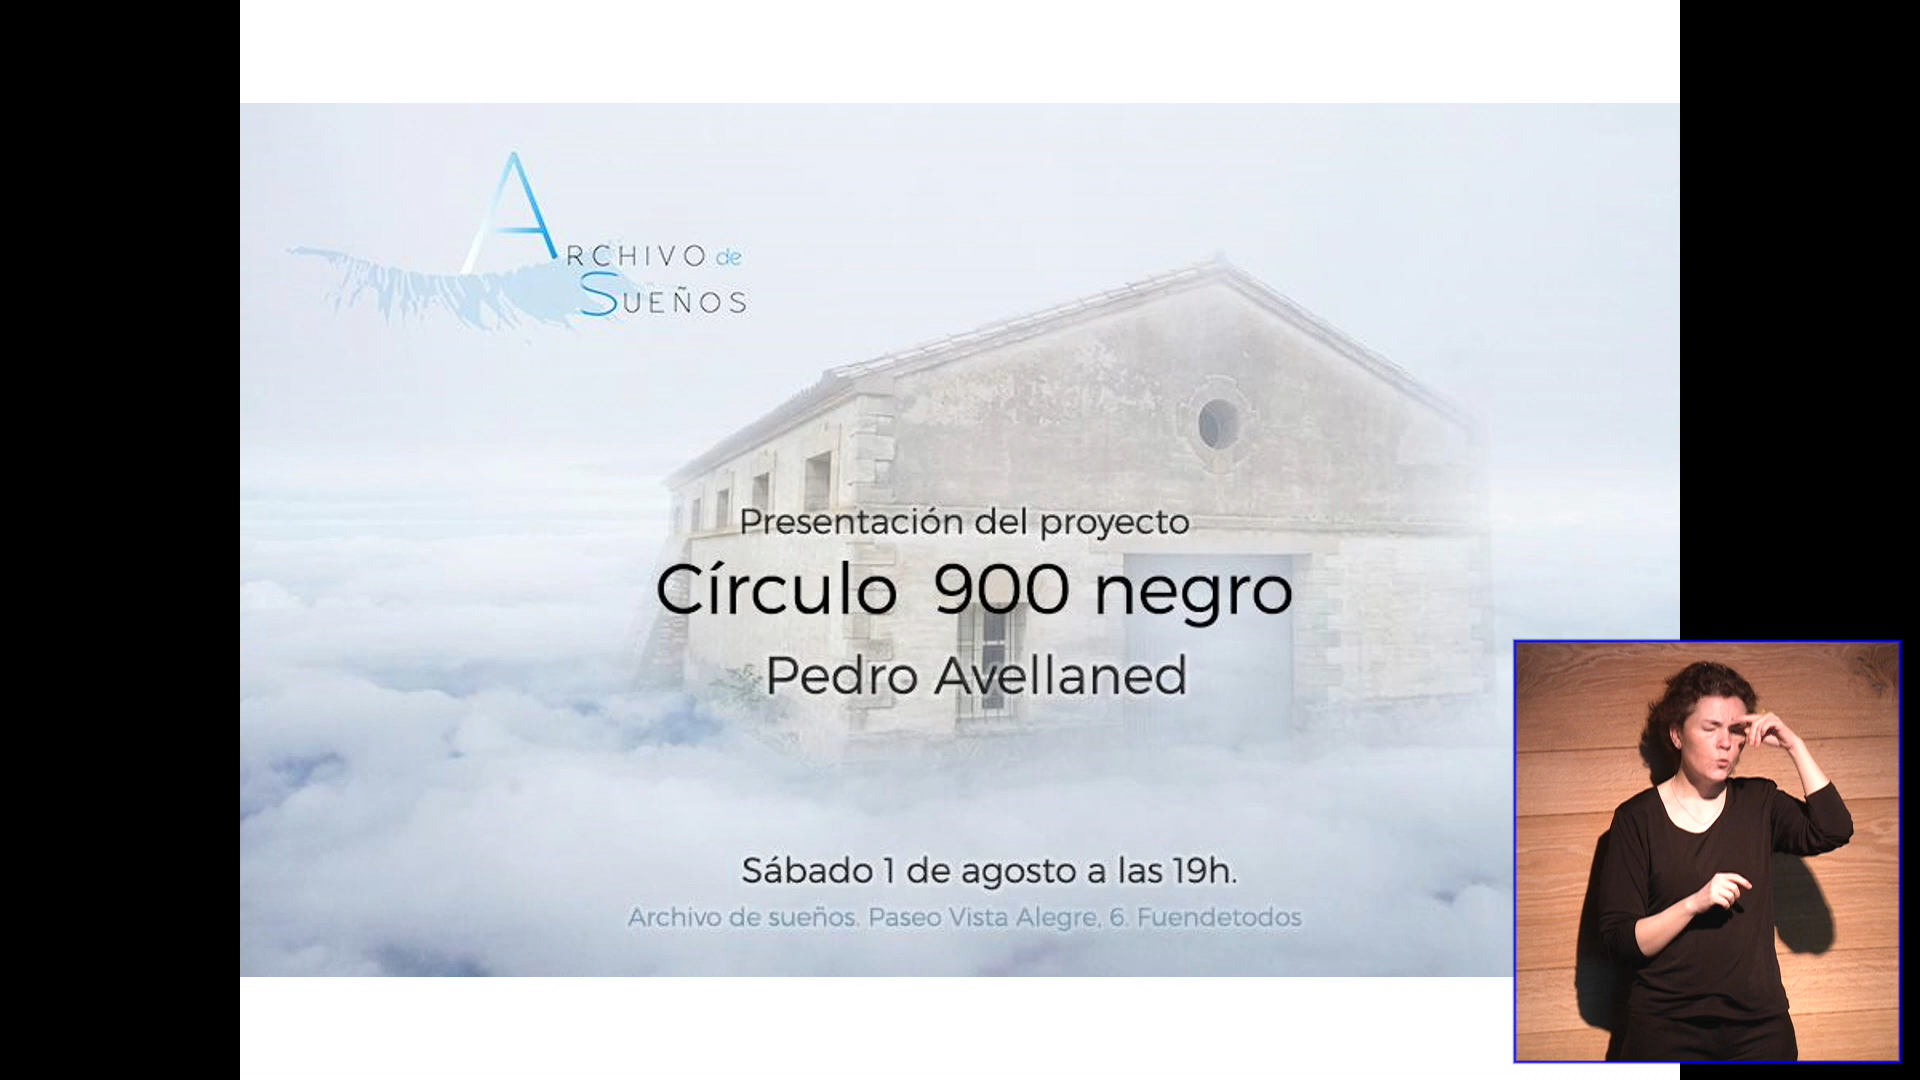 ARCHIVO de
SUEÑOS
Presentación del proyecto
Círculo 900 negro
Pedro Avellaned
Sábado 1 de agosto a las 19h.
Archivo de sueños. Paseo Vista Alegre, 6. Fuendetodos